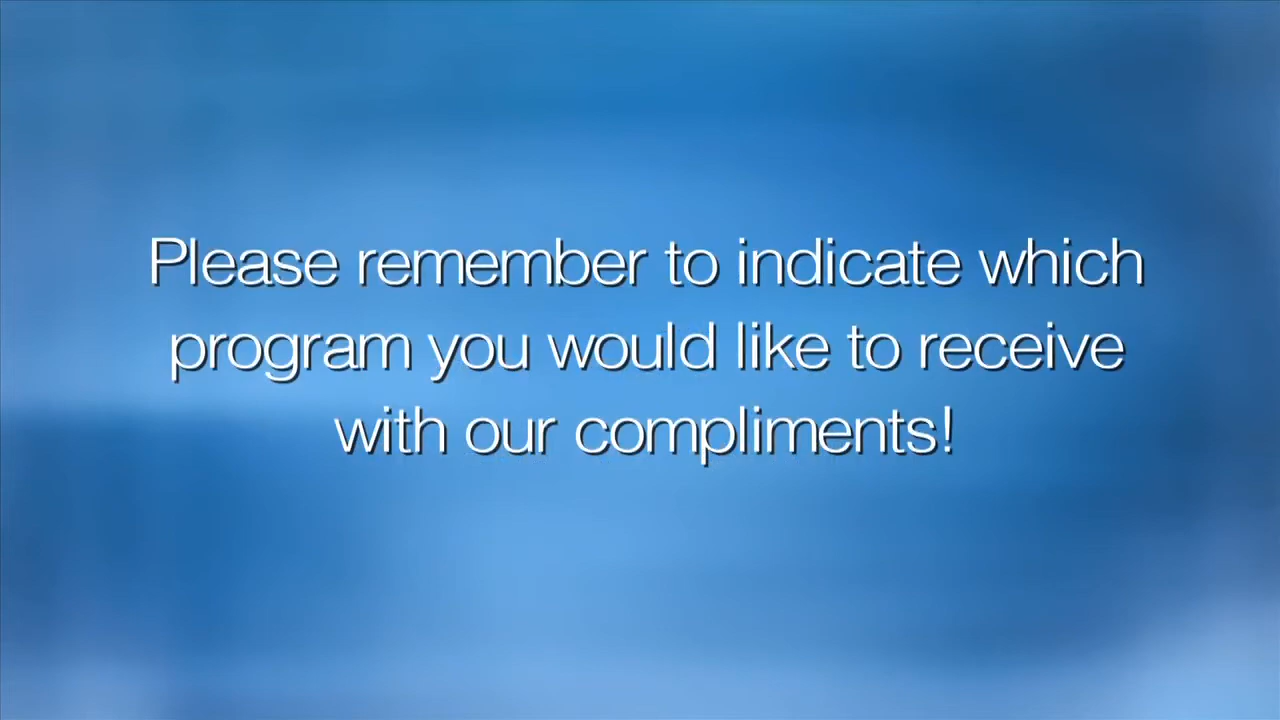 Please remember to indicate which
program you would like to receive
with our compliments!